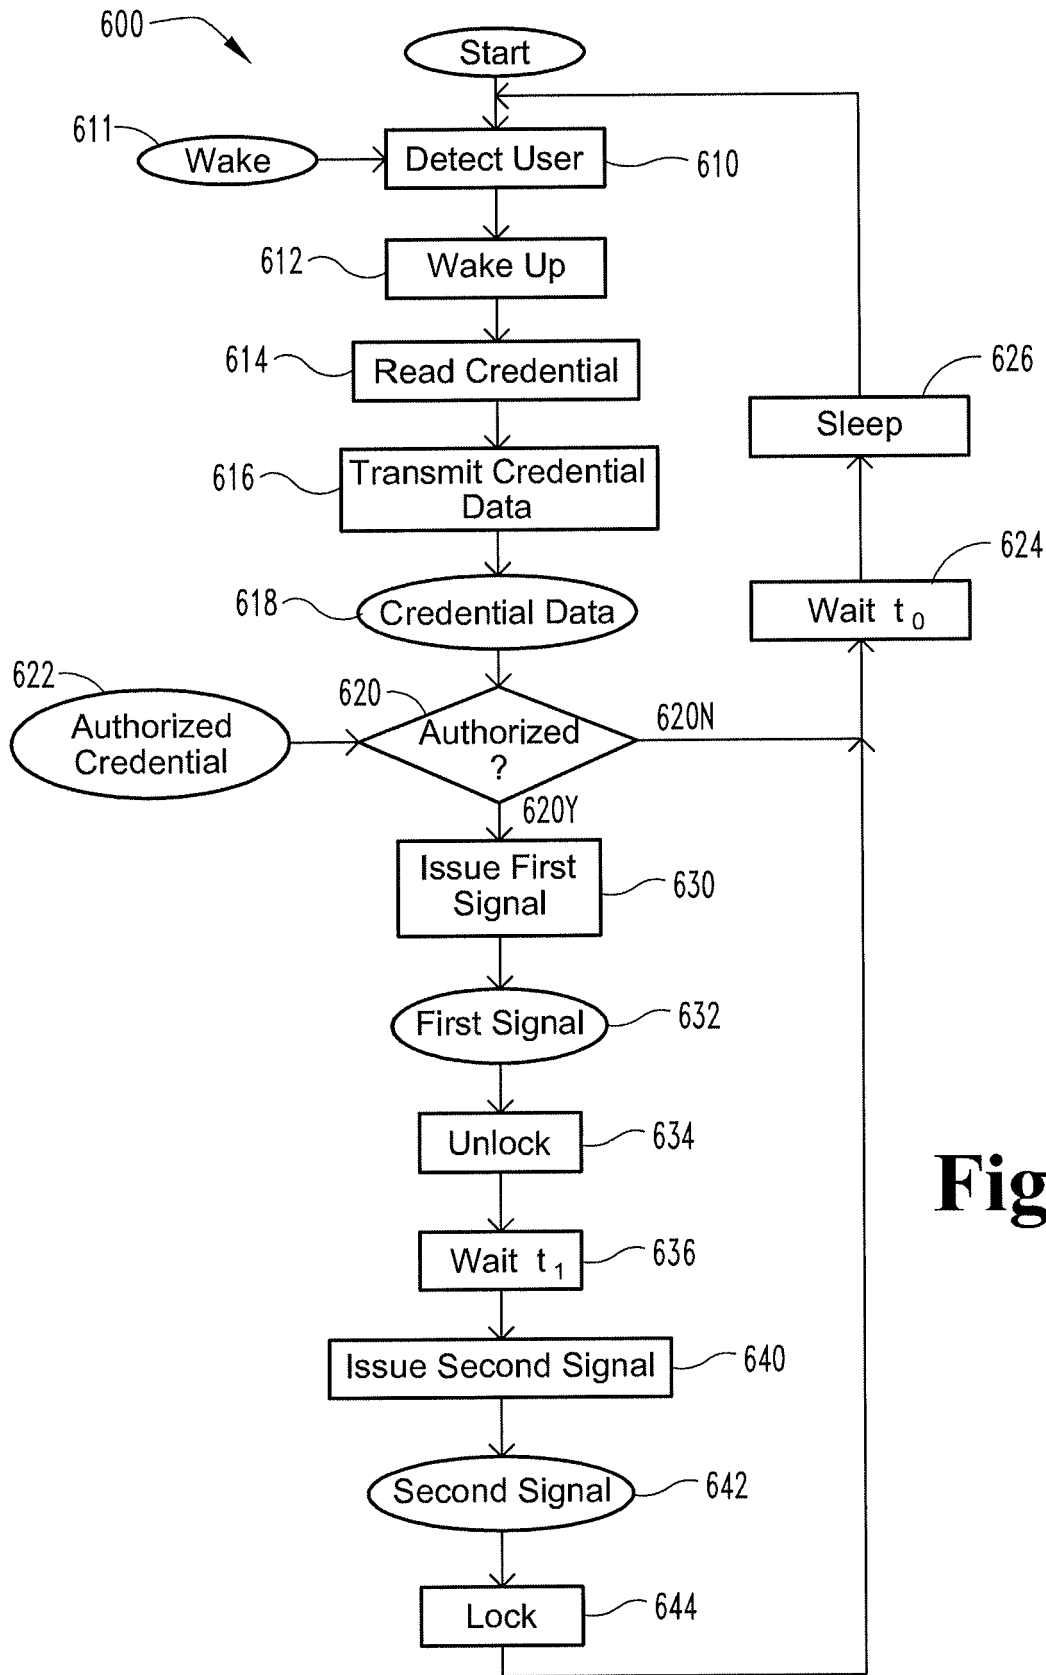 600
Start
611
Wake
Detect User
610
612
Wake Up
614
Read Credential
616
Transmit Credential
Data
618
Credential Data
626
Sleep
624
Wait t₀
622
Authorized
Credential
620
Authorized
?
620N
620Y
Issue First
Signal
630
First Signal
632
Unlock
634
Wait t₁
636
Issue Second Signal
640
Second Signal
642
Lock
644
Fig